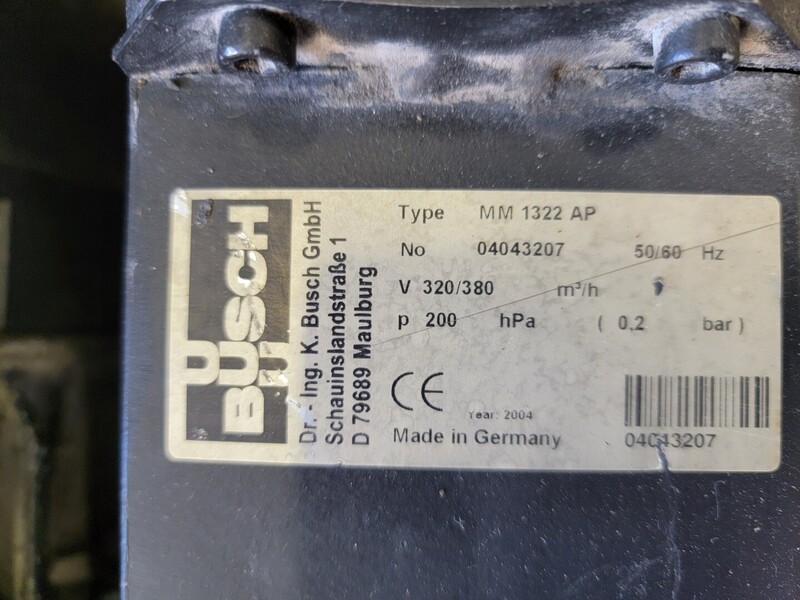 BUSCH
Dr. - Ing. K. Busch GmbH
Schauinslandstraße 1
D 79689 Maulburg
Type MM 1322 AP
No 04043207 50/60 Hz
V 320/380 m³/h
p 200 hPa ( 0,2 bar )
CE
Year: 2004
Made in Germany
04043207